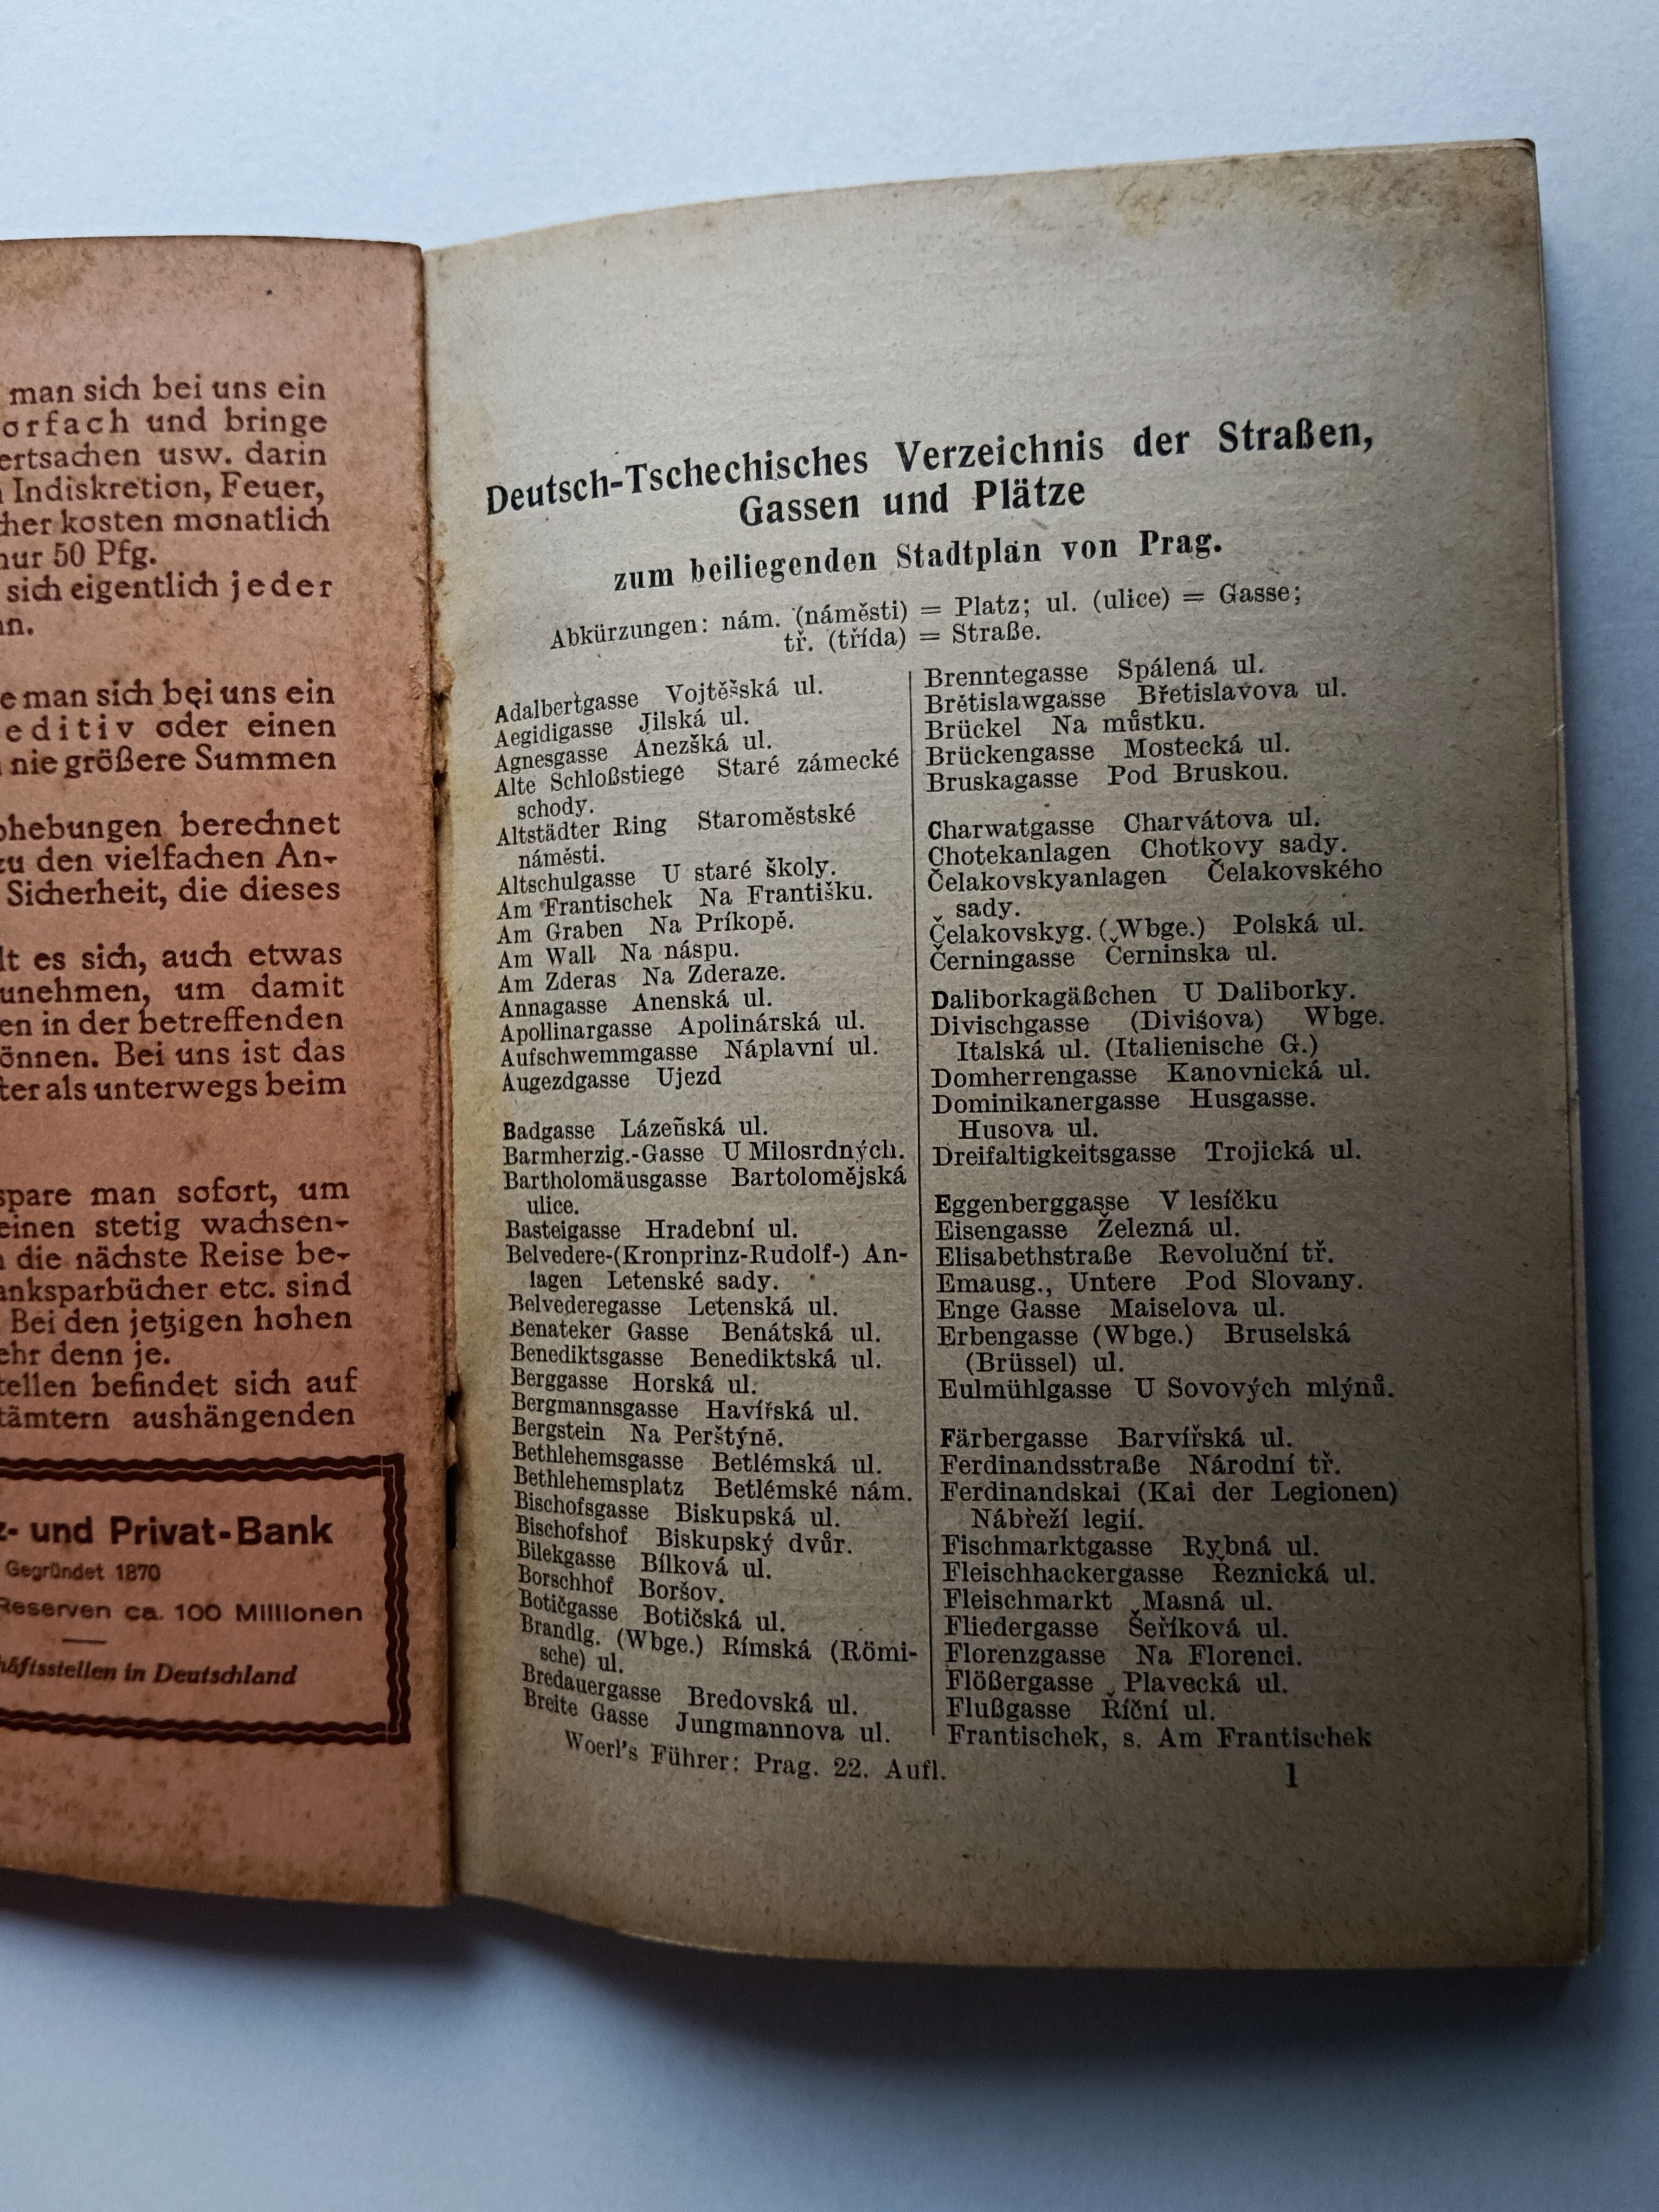 man sich bei uns ein
orfach und bringe
ertsachen usw. darin
Indiskretion, Feuer,
cher kosten monatlich
nur 50 Pfg.
sich eigentlich jeder
nn.
e man sich bei uns ein
editiv oder einen
nie größere Summen
bhebungen berechnet
zu den vielfachen An-
Sicherheit, die dieses
lt es sich, auch etwas
unehmen, um damit
en in der betreffenden
önnen. Bei uns ist das
ter als unterwegs beim
spare man sofort, um
einen stetig wachsen-
die nächste Reise be-
anksparbücher etc. sind
Bei den jetzigen hohen
ehr denn je.
tellen befindet sich auf
tämtern aushängenden
z- und Privat-Bank
Gegründet 1870
Reserven ca. 100 Millionen
häftsstellen in Deutschland
Deutsch-Tschechisches Verzeichnis der Straßen,
Gassen und Plätze
zum beiliegenden Stadtplan von Prag.
Abkürzungen: nám. (náměsti) = Platz; ul. (ulice) = Gasse;
tř. (třída) = Straße.
Adalbertgasse Vojtěšská ul.
Aegidigasse Jilská ul.
Agnesgasse Anežská ul.
Alte Schloßstiege Staré zámecké
schody.
Altstädter Ring Staroměstské
náměsti.
Altschulgasse U staré školy.
Am Frantischek Na Františku.
Am Graben Na Príkopě.
Am Wall Na náspu.
Am Zderas Na Zderaze.
Annagasse Anenská ul.
Apollinargasse Apolinárská ul.
Aufschwemmgasse Náplavní ul.
Augezdgasse Ujezd
Badgasse Lázeñská ul.
Barmherzig.-Gasse U Milosrdných.
Bartholomäusgasse Bartolomějská
ulice.
Basteigasse Hradební ul.
Belvedere-(Kronprinz-Rudolf-) An-
lagen Letenské sady.
Belvederegasse Letenská ul.
Benateker Gasse Benátská ul.
Benediktsgasse Benediktská ul.
Berggasse Horská ul.
Bergmannsgasse Havířská ul.
Bergstein Na Perštýně.
Bethlehemsgasse Betlémská ul.
Bethlehemsplatz Betlémské nám.
Bischofsgasse Biskupská ul.
Bischofshof Biskupský dvůr.
Bilekgasse Bílková ul.
Borschhof Boršov.
Botičgasse Botičská ul.
Brandlg. (Wbge.) Rímská (Römi-
sche) ul.
Bredauergasse Bredovská ul.
Breite Gasse Jungmannova ul.
Brenntegasse Spálená ul.
Brětislawgasse Břetislavova ul.
Brückel Na můstku.
Brückengasse Mostecká ul.
Bruskagasse Pod Bruskou.
Charwatgasse Charvátova ul.
Chotekanlagen Chotkovy sady.
Čelakovskyanlagen Čelakovského
sady.
Čelakovskyg. (Wbge.) Polská ul.
Černingasse Černinska ul.
Daliborkagäßchen U Daliborky.
Divischgasse (Diviśova) Wbge.
Italská ul. (Italienische G.)
Domherrengasse Kanovnická ul.
Dominikanergasse Husgasse.
Husova ul.
Dreifaltigkeitsgasse Trojická ul.
Eggenberggasse V lesíčku
Eisengasse Železná ul.
Elisabethstraße Revoluční tř.
Emausg., Untere Pod Slovany.
Enge Gasse Maiselova ul.
Erbengasse (Wbge.) Bruselská
(Brüssel) ul.
Eulmühlgasse U Sovových mlýnů.
Färbergasse Barvířská ul.
Ferdinandsstraße Národní tř.
Ferdinandskai (Kai der Legionen)
Nábřeží legií.
Fischmarktgasse Rybná ul.
Fleischhackergasse Řeznická ul.
Fleischmarkt Masná ul.
Fliedergasse Šeříková ul.
Florenzgasse Na Florenci.
Flößergasse Plavecká ul.
Flußgasse Říční ul.
Frantischek, s. Am Frantischek
Woerl's Führer: Prag. 22. Aufl.
1